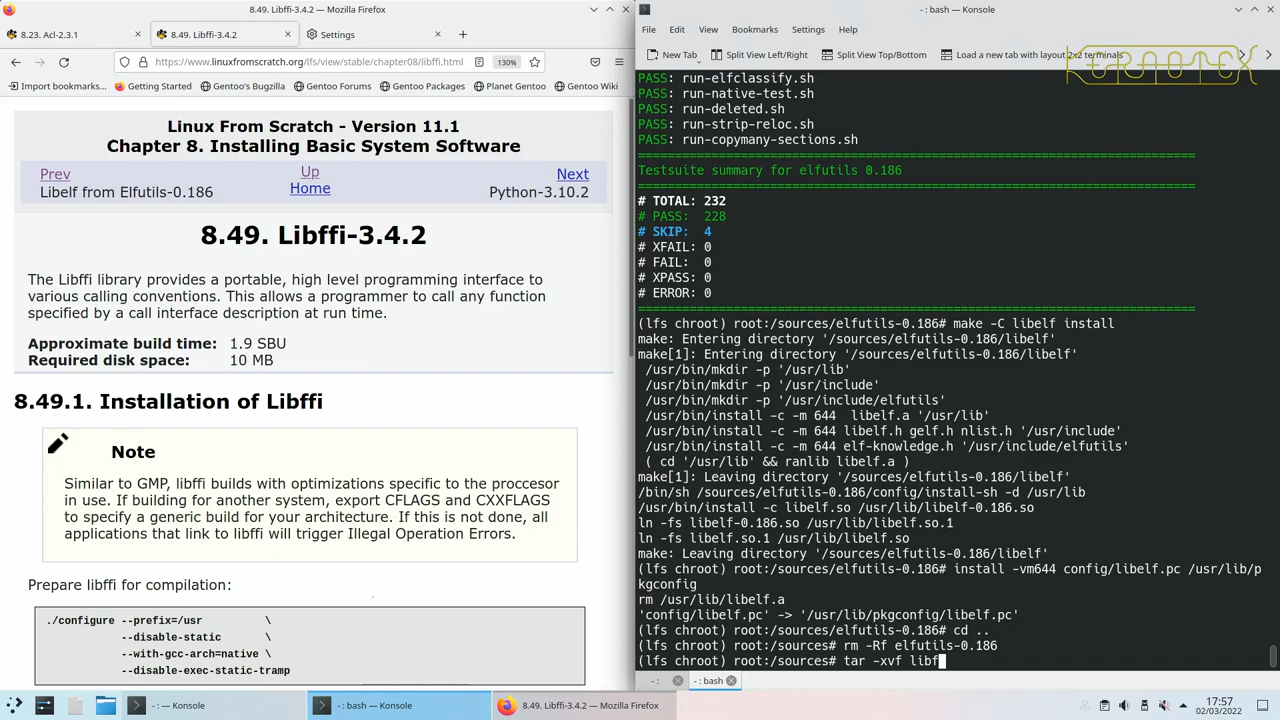 8.49. Libffi-3.4.2 — Mozilla Firefox
8.23. Acl-2.3.1
8.49. Libffi-3.4.2
Settings
https://www.linuxfromscratch.org/lfs/view/stable/chapter08/libffi.html
130%
Import bookmarks...
Getting Started
Gentoo's Bugzilla
Gentoo Forums
Gentoo Packages
Planet Gentoo
Gentoo Wiki
Linux From Scratch - Version 11.1
Chapter 8. Installing Basic System Software
Prev
Up
Next
Libelf from Elfutils-0.186
Home
Python-3.10.2
8.49. Libffi-3.4.2
The Libffi library provides a portable, high level programming interface to
various calling conventions. This allows a programmer to call any function
specified by a call interface description at run time.
Approximate build time: 1.9 SBU
Required disk space: 10 MB
8.49.1. Installation of Libffi
Note
Similar to GMP, libffi builds with optimizations specific to the proccesor
in use. If building for another system, export CFLAGS and CXXFLAGS
to specify a generic build for your architecture. If this is not done, all
applications that link to libffi will trigger Illegal Operation Errors.
Prepare libffi for compilation:
./configure --prefix=/usr \
--disable-static \
--with-gcc-arch=native \
--disable-exec-static-tramp
- : bash — Konsole
File Edit View Bookmarks Settings Help
New Tab
Split View Left/Right
Split View Top/Bottom
Load a new tab with layout 2x2 terminals
KERNOTEX
PASS: run-elfclassify.sh
PASS: run-native-test.sh
PASS: run-deleted.sh
PASS: run-strip-reloc.sh
PASS: run-copymany-sections.sh
============================================================================
Testsuite summary for elfutils 0.186
============================================================================
# TOTAL: 232
# PASS: 228
# SKIP: 4
# XFAIL: 0
# FAIL: 0
# XPASS: 0
# ERROR: 0
============================================================================
(lfs chroot) root:/sources/elfutils-0.186# make -C libelf install
make: Entering directory '/sources/elfutils-0.186/libelf'
make[1]: Entering directory '/sources/elfutils-0.186/libelf'
/usr/bin/mkdir -p '/usr/lib'
/usr/bin/mkdir -p '/usr/include'
/usr/bin/mkdir -p '/usr/include/elfutils'
/usr/bin/install -c -m 644 libelf.a '/usr/lib'
/usr/bin/install -c -m 644 libelf.h gelf.h nlist.h '/usr/include'
/usr/bin/install -c -m 644 elf-knowledge.h '/usr/include/elfutils'
( cd '/usr/lib' && ranlib libelf.a )
make[1]: Leaving directory '/sources/elfutils-0.186/libelf'
/bin/sh /sources/elfutils-0.186/config/install-sh -d /usr/lib
/usr/bin/install -c libelf.so /usr/lib/libelf-0.186.so
ln -fs libelf-0.186.so /usr/lib/libelf.so.1
ln -fs libelf.so.1 /usr/lib/libelf.so
make: Leaving directory '/sources/elfutils-0.186/libelf'
(lfs chroot) root:/sources/elfutils-0.186# install -vm644 config/libelf.pc /usr/lib/p
kgconfig
rm /usr/lib/libelf.a
'config/libelf.pc' -> '/usr/lib/pkgconfig/libelf.pc'
(lfs chroot) root:/sources/elfutils-0.186# cd ..
(lfs chroot) root:/sources# rm -Rf elfutils-0.186
(lfs chroot) root:/sources# tar -xvf libf
- :
- : bash
- : — Konsole
- : bash — Konsole
8.49. Libffi-3.4.2 — Mozilla Firefox
17:57
02/03/2022